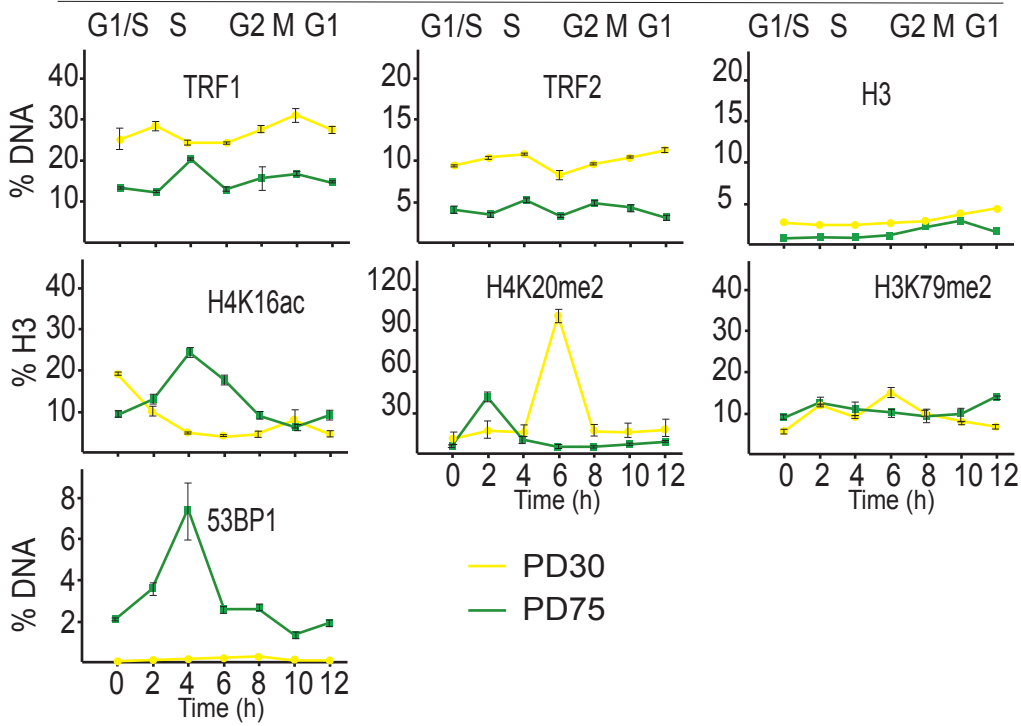 G1/S S G2 M G1 G1/S S G2 M G1 G1/S S G2 M G1
% DNA
40
30
20
10
TRF1
20
15
10
5
TRF2
20
15
10
5
H3
% H3
40
30
20
10
H4K16ac
120
90
60
30
H4K20me2
0 2 4 6 8 10 12
Time (h)
40
30
20
10
H3K79me2
0 2 4 6 8 10 12
Time (h)
% DNA
8
6
4
2
53BP1
0 2 4 6 8 10 12
Time (h)
PD30
PD75